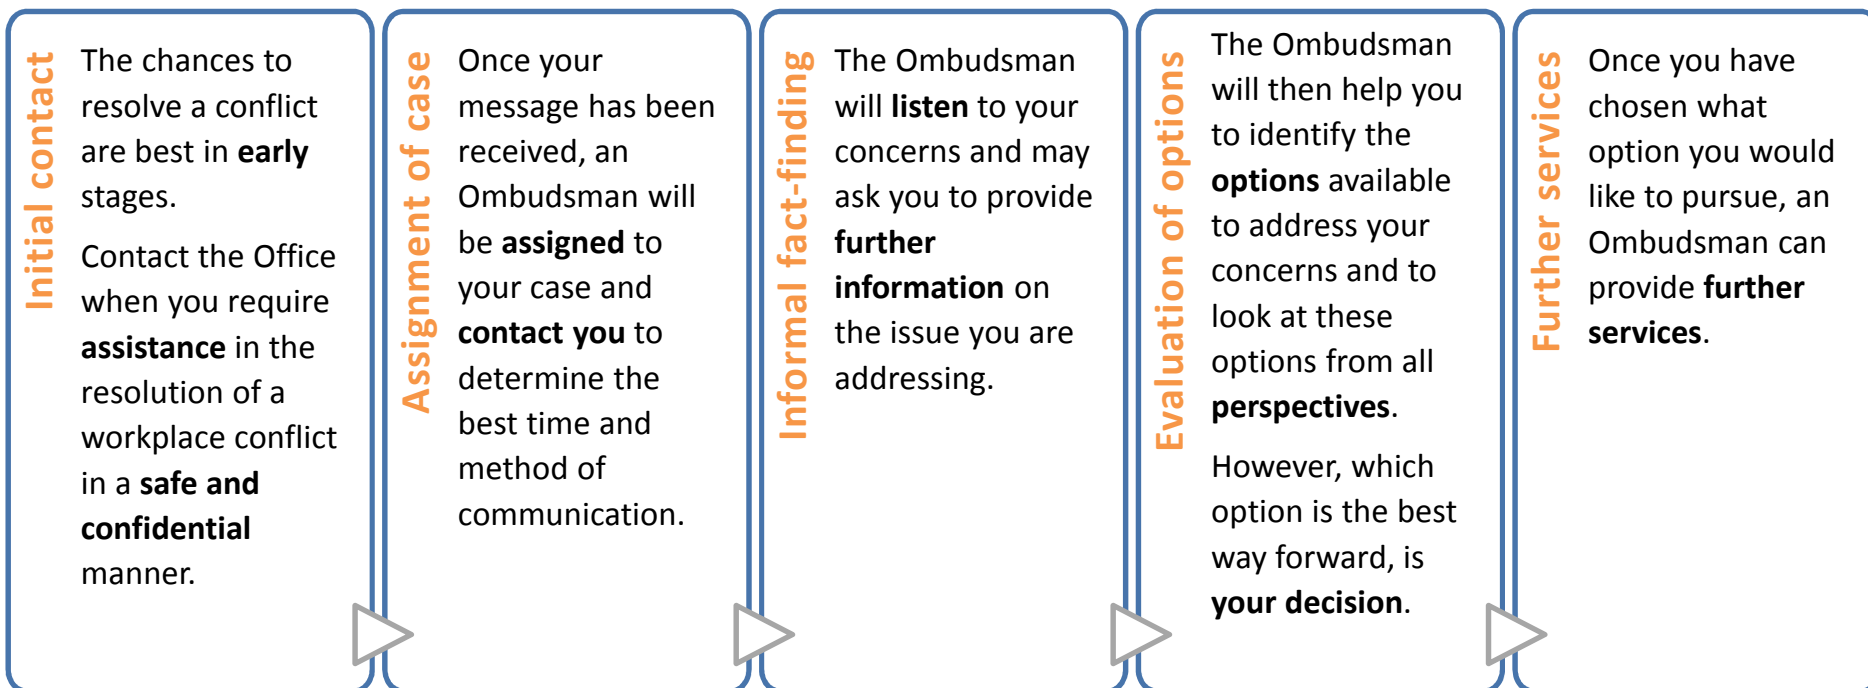 Initial contact
The chances to
resolve a conflict
are best in early
stages.
Contact the Office
when you require
assistance in the
resolution of a
workplace conflict
in a safe and
confidential
manner.
Assignment of case
Once your
message has been
received, an
Ombudsman will
be assigned to
your case and
contact you to
determine the
best time and
method of
communication.
Informal fact-finding
The Ombudsman
will listen to your
concerns and may
ask you to provide
further
information on
the issue you are
addressing.
Evaluation of options
The Ombudsman
will then help you
to identify the
options available
to address your
concerns and to
look at these
options from all
perspectives.
However, which
option is the best
way forward, is
your decision.
Further services
Once you have
chosen what
option you would
like to pursue, an
Ombudsman can
provide further
services.